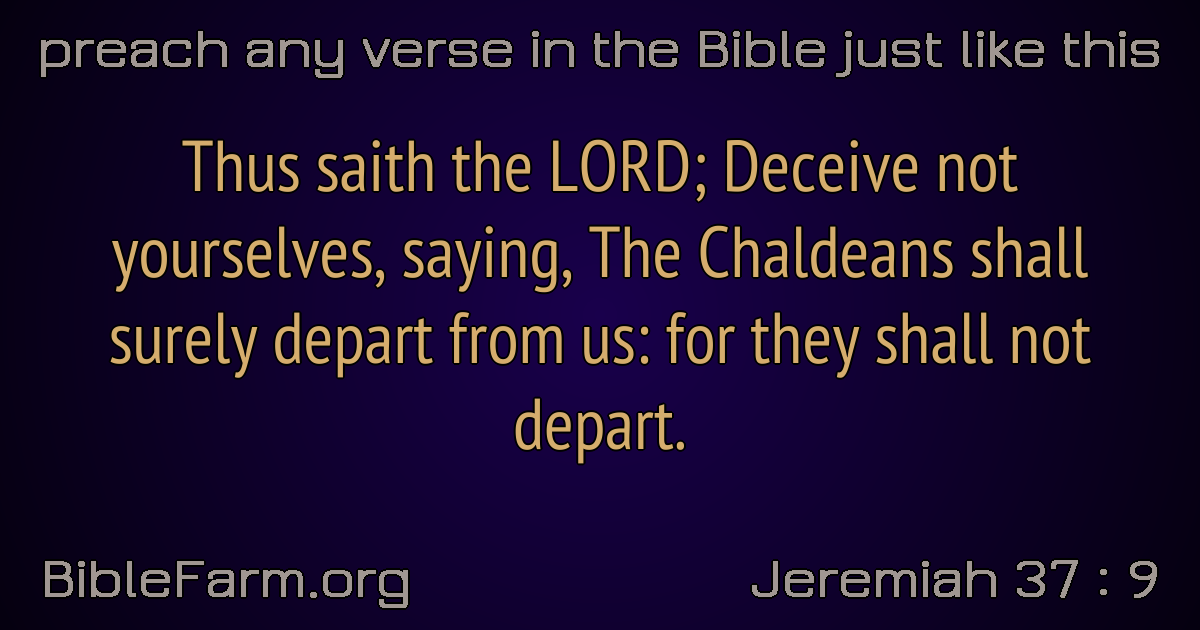 preach any verse in the Bible just like this
Thus saith the LORD; Deceive not
yourselves, saying, The Chaldeans shall
surely depart from us: for they shall not
depart.
BibleFarm.org
Jeremiah 37 : 9